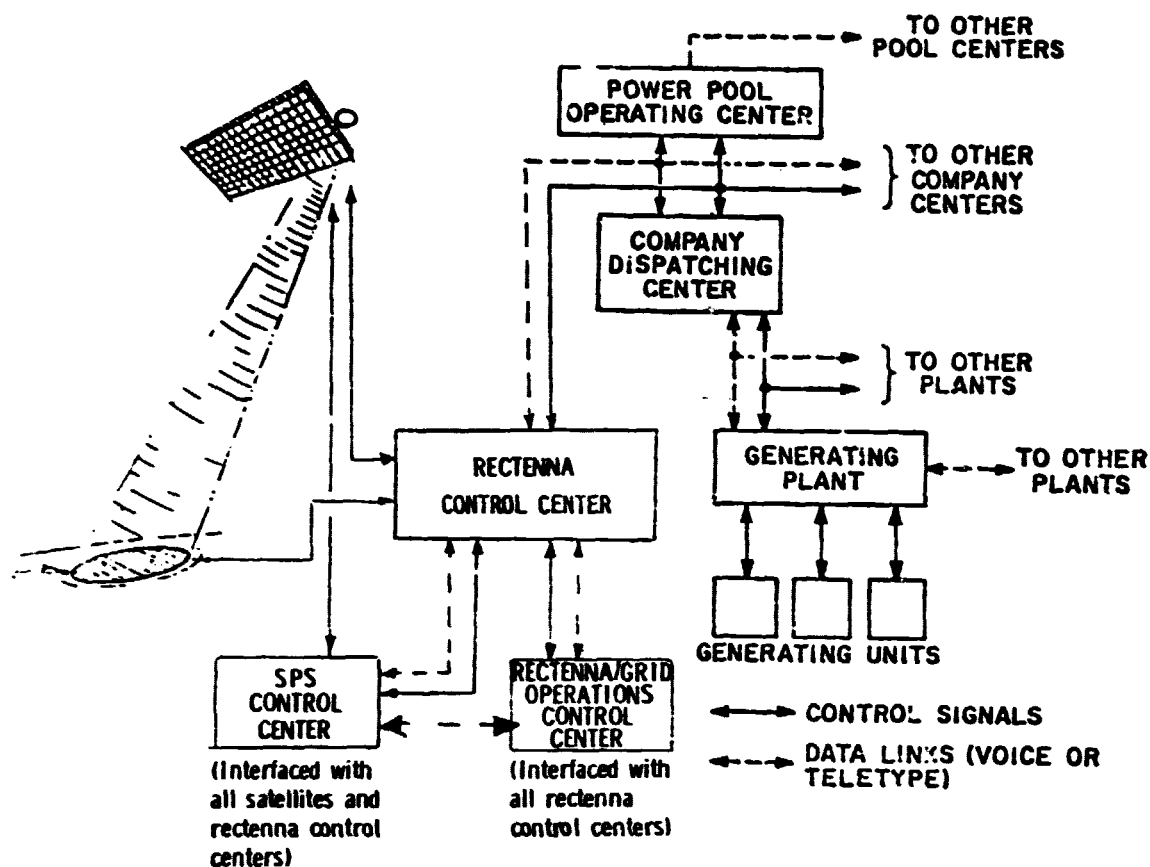 TO OTHER
POOL CENTERS
POWER POOL
OPERATING CENTER
TO OTHER
COMPANY
CENTERS
COMPANY
DISPATCHING
CENTER
TO OTHER
PLANTS
RECTENNA
CONTROL CENTER
GENERATING
PLANT
TO OTHER
PLANTS
GENERATING UNITS
SPS
CONTROL
CENTER
RECTENNA/GRID
OPERATIONS
CONTROL
CENTER
(Interfaced with
all satellites and
rectenna control
centers)
(Interfaced with
all rectenna
control centers)
CONTROL SIGNALS
DATA LINKS (VOICE OR
TELETYPE)